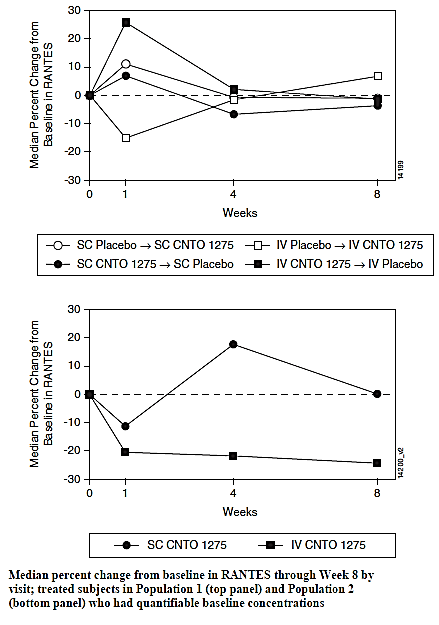 Median Percent Change from
Baseline in RANTES
30
20
10
0
-10
-20
-30
0
1
4
8
Weeks
14199
SC Placebo → SC CNTO 1275
IV Placebo → IV CNTO 1275
SC CNTO 1275 → SC Placebo
IV CNTO 1275 → IV Placebo
Median Percent Change from
Baseline in RANTES
30
20
10
0
-10
-20
-30
0
1
4
8
Weeks
14200_v2
SC CNTO 1275
IV CNTO 1275
Median percent change from baseline in RANTES through Week 8 by
visit; treated subjects in Population 1 (top panel) and Population 2
(bottom panel) who had quantifiable baseline concentrations